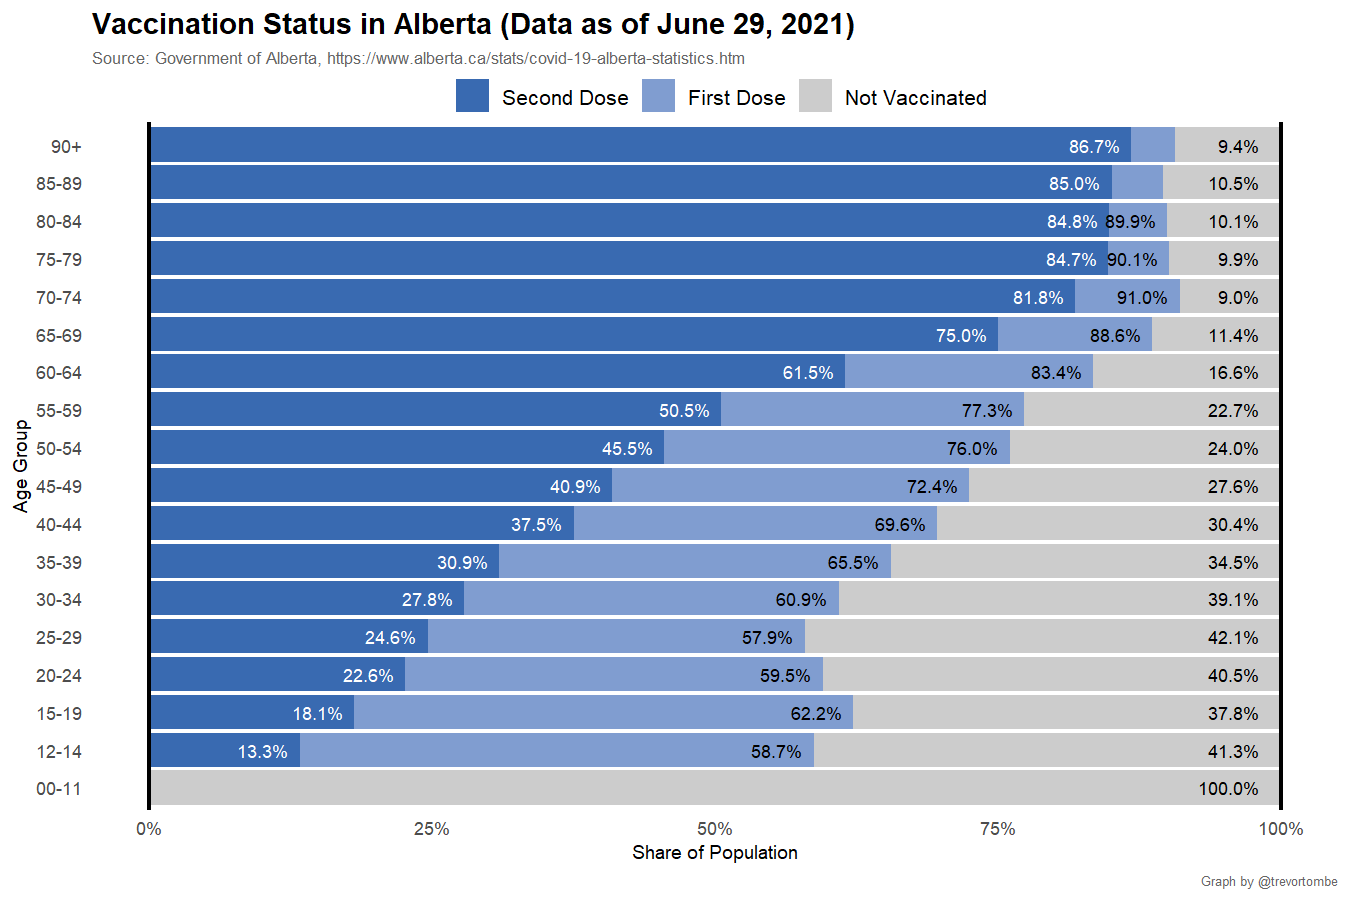 Vaccination Status in Alberta (Data as of June 29, 2021)
Source: Government of Alberta, https://www.alberta.ca/stats/covid-19-alberta-statistics.htm
Second Dose First Dose Not Vaccinated
90+ 86.7% 9.4%
85-89 85.0% 10.5%
80-84 84.8% 89.9% 10.1%
75-79 84.7% 90.1% 9.9%
70-74 81.8% 91.0% 9.0%
65-69 75.0% 88.6% 11.4%
60-64 61.5% 83.4% 16.6%
55-59 50.5% 77.3% 22.7%
50-54 45.5% 76.0% 24.0%
Age Group
45-49 40.9% 72.4% 27.6%
40-44 37.5% 69.6% 30.4%
35-39 30.9% 65.5% 34.5%
30-34 27.8% 60.9% 39.1%
25-29 24.6% 57.9% 42.1%
20-24 22.6% 59.5% 40.5%
15-19 18.1% 62.2% 37.8%
12-14 13.3% 58.7% 41.3%
00-11 100.0%
0% 25% 50% 75% 100%
Share of Population
Graph by @trevortombe